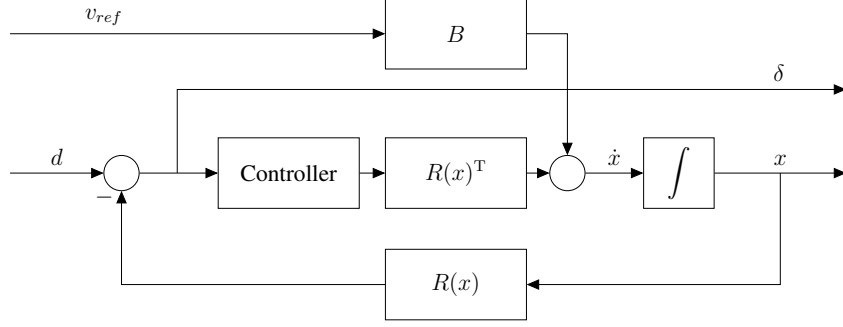 v_{ref}
B
δ
d
Controller
R(x)^T
ẋ
∫
x
−
R(x)